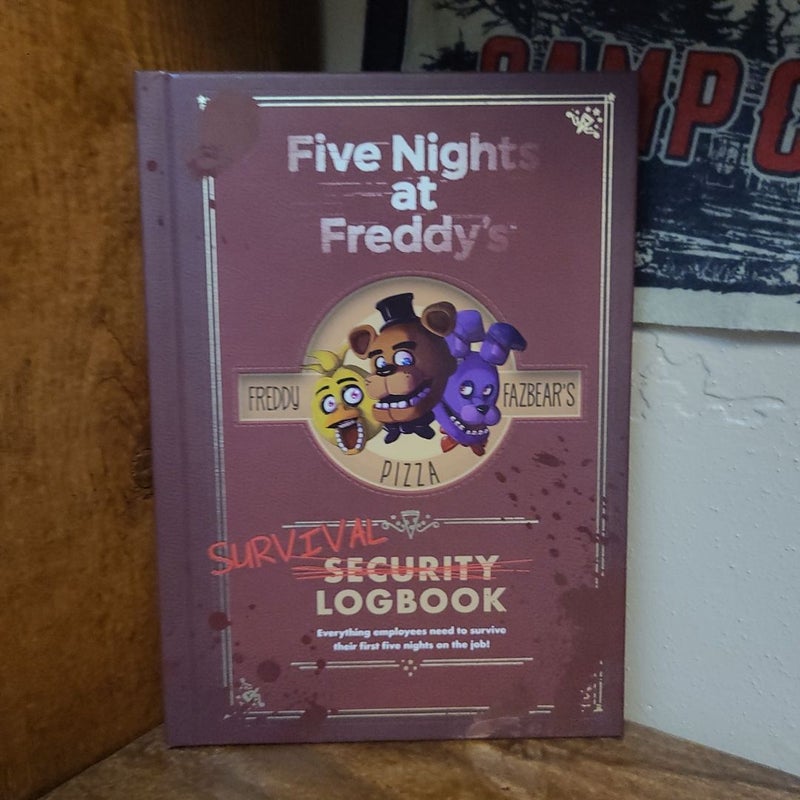 Five Nights
at
Freddy's
FREDDY FAZBEAR'S
PIZZA
SURVIVAL
SECURITY
LOGBOOK
Everything employees need to survive
their first five nights on the job!
CAMP C